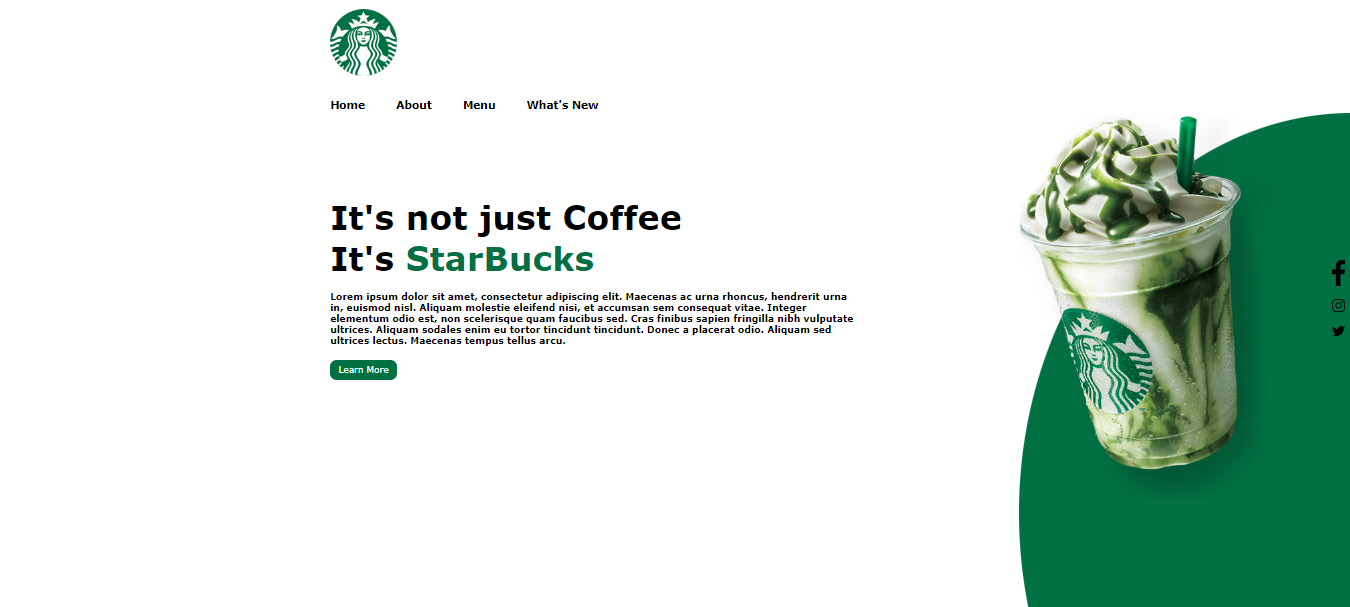 Home About Menu What's New
It's not just Coffee
It's StarBucks
Lorem ipsum dolor sit amet, consectetur adipiscing elit. Maecenas ac urna rhoncus, hendrerit urna
in, euismod nisl. Aliquam molestie eleifend nisi, et accumsan sem consequat vitae. Integer
elementum odio est, non scelerisque quam faucibus sed. Cras finibus sapien fringilla nibh vulputate
ultrices. Aliquam sodales enim eu tortor tincidunt tincidunt. Donec a placerat odio. Aliquam sed
ultrices lectus. Maecenas tempus tellus arcu.
Learn More